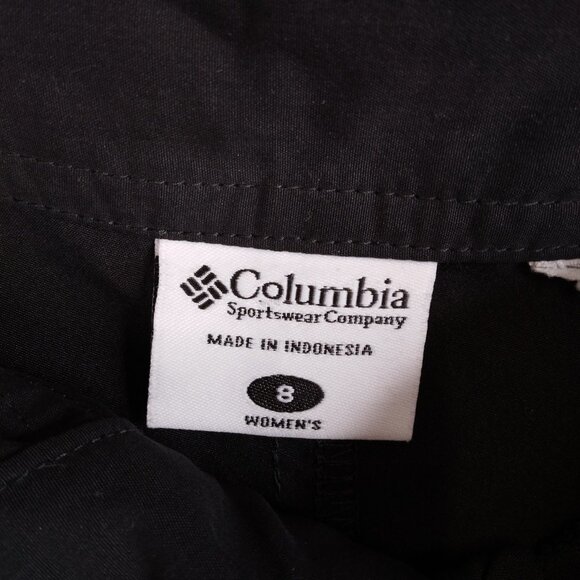 Columbia
Sportswear Company
MADE IN INDONESIA
8
WOMEN'S